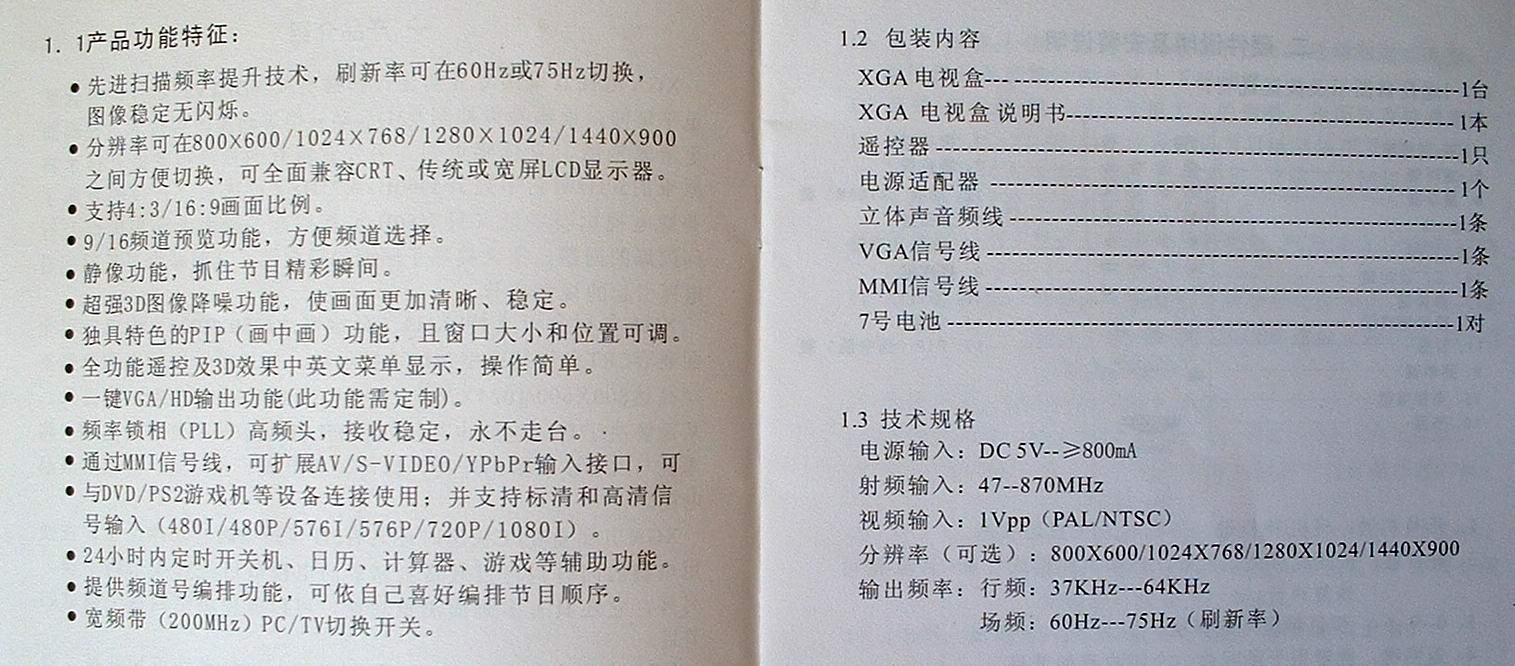 1. 1产品功能特征：
●先进扫描频率提升技术，刷新率可在60Hz或75Hz切换，
图像稳定无闪烁。
●分辨率可在800X600/1024X768/1280X1024/1440X900
之间方便切换，可全面兼容CRT、传统或宽屏LCD显示器。
●支持4:3/16:9画面比例。
●9/16频道预览功能，方便频道选择。
●静像功能，抓住节目精彩瞬间。
●超强3D图像降噪功能，使画面更加清晰、稳定。
●独具特色的PIP（画中画）功能，且窗口大小和位置可调。
●全功能遥控及3D效果中英文菜单显示，操作简单。
●一键VGA/HD输出功能(此功能需定制)。
●频率锁相（PLL）高频头，接收稳定，永不走台。
●通过MMI信号线，可扩展AV/S-VIDEO/YPbPr输入接口，可
●与DVD/PS2游戏机等设备连接使用；并支持标清和高清信
号输入（480I/480P/576I/576P/720P/1080I）。
●24小时内定时开关机、日历、计算器、游戏等辅助功能。
●提供频道号编排功能，可依自己喜好编排节目顺序。
●宽频带（200MHz）PC/TV切换开关。
1.2 包装内容
XGA电视盒--- ------------------------------------------------1台
XGA 电视盒说明书------------------------------------------1本
遥控器------------------------------------------------------1只
电源适配器 ------------------------------------------------1个
立体声音频线---------------------------------------------1条
VGA信号线 ------------------------------------------------1条
MMI信号线 ------------------------------------------------1条
7号电池 ----------------------------------------------------1对
1.3 技术规格
电源输入：DC 5V--≥800mA
射频输入：47--870MHz
视频输入：1Vpp（PAL/NTSC）
分辨率（可选）：800X600/1024X768/1280X1024/1440X900
输出频率：行频：37KHz---64KHz
场频：60Hz---75Hz（刷新率）